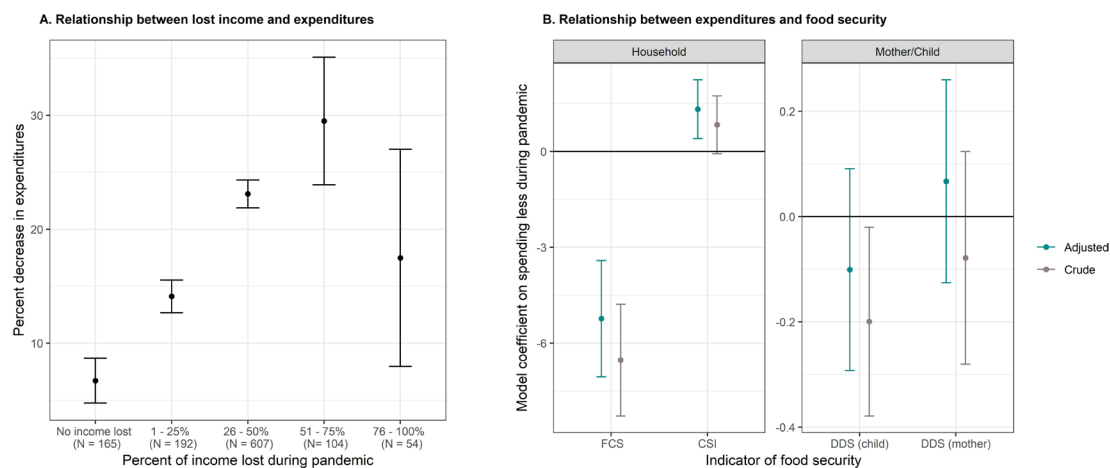 A. Relationship between lost income and expenditures
Percent decrease in expenditures
30
20
10
No income lost
(N = 165)
1 - 25%
(N = 192)
26 - 50%
(N = 607)
51 - 75%
(N= 104)
76 - 100%
(N = 54)
Percent of income lost during pandemic
B. Relationship between expenditures and food security
Household
Mother/Child
Model coefficient on spending less during pandemic
0
-3
-6
0.2
0.0
-0.2
-0.4
FCS
CSI
DDS (child)
DDS (mother)
Indicator of food security
Adjusted
Crude